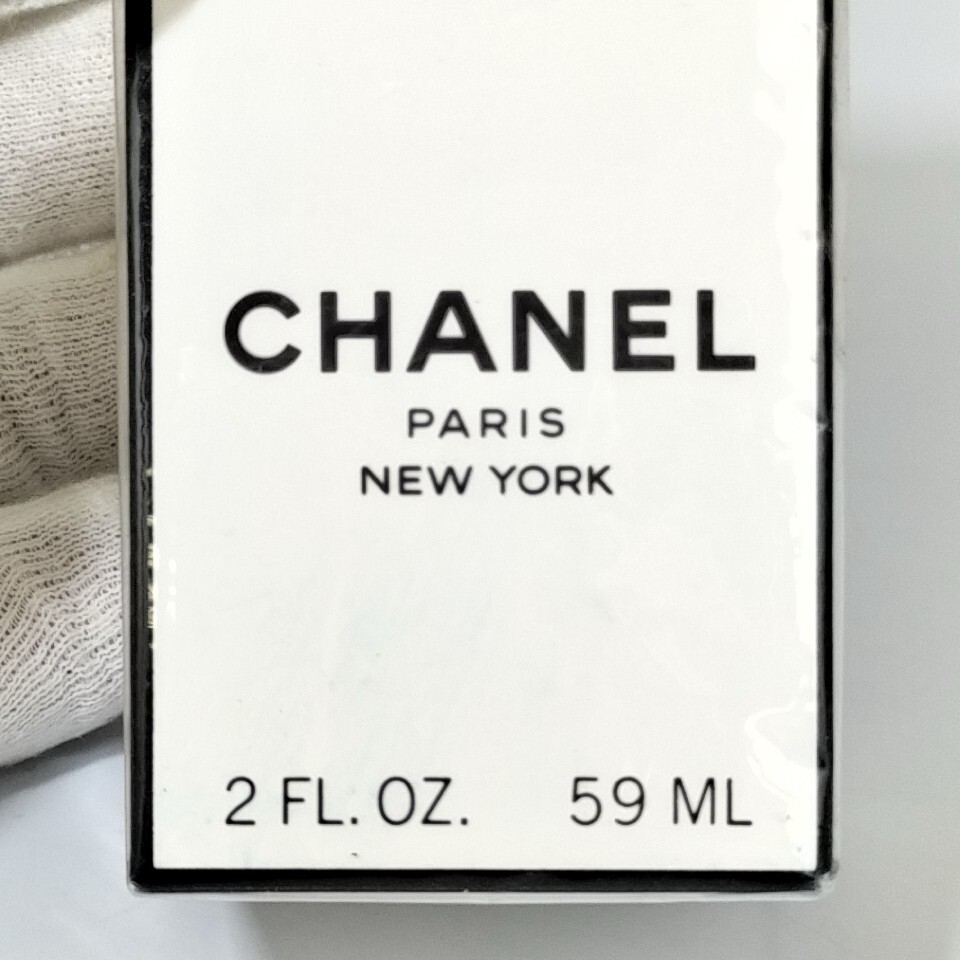 CHANEL
PARIS
NEW YORK
2 FL. OZ. 59 ML